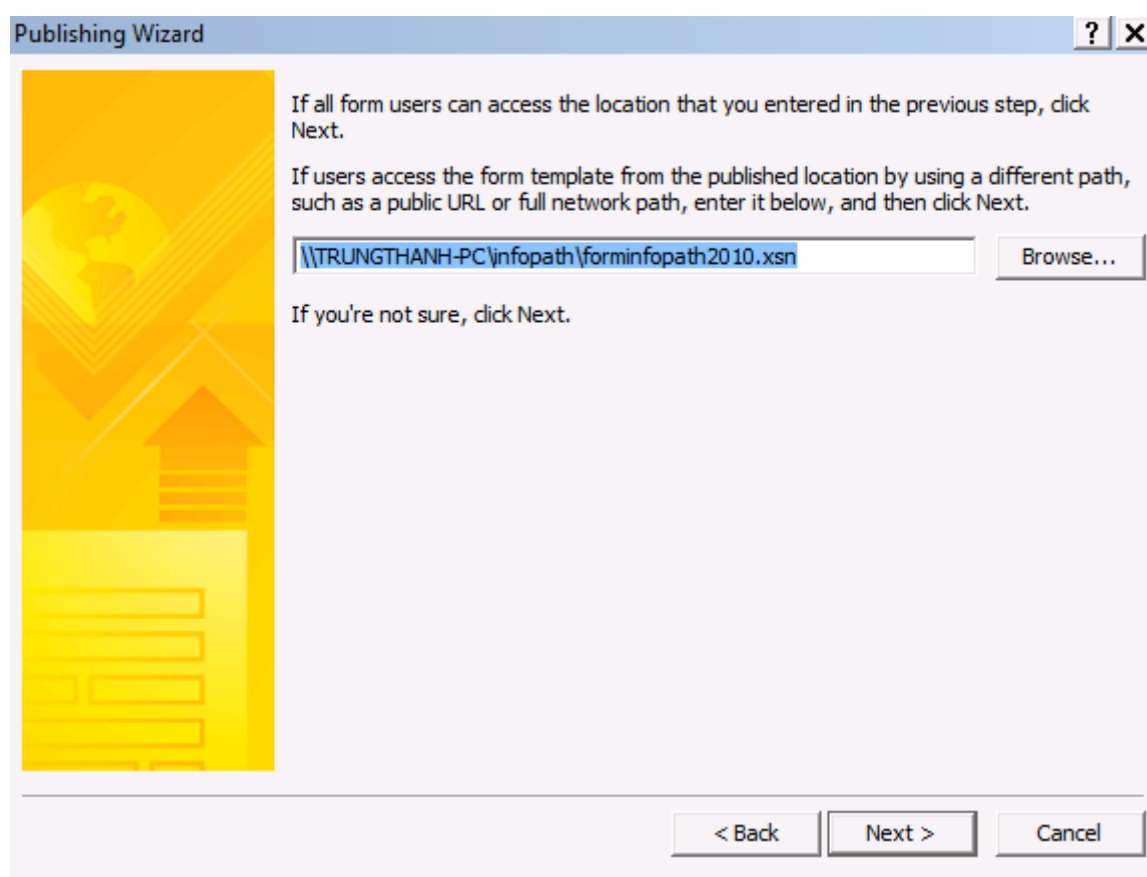 Publishing Wizard
? X
If all form users can access the location that you entered in the previous step, click
Next.
If users access the form template from the published location by using a different path,
such as a public URL or full network path, enter it below, and then click Next.
\\TRUNGTHANH-PC\infopath\forminfopath2010.xsn
Browse...
If you're not sure, click Next.
< Back
Next >
Cancel